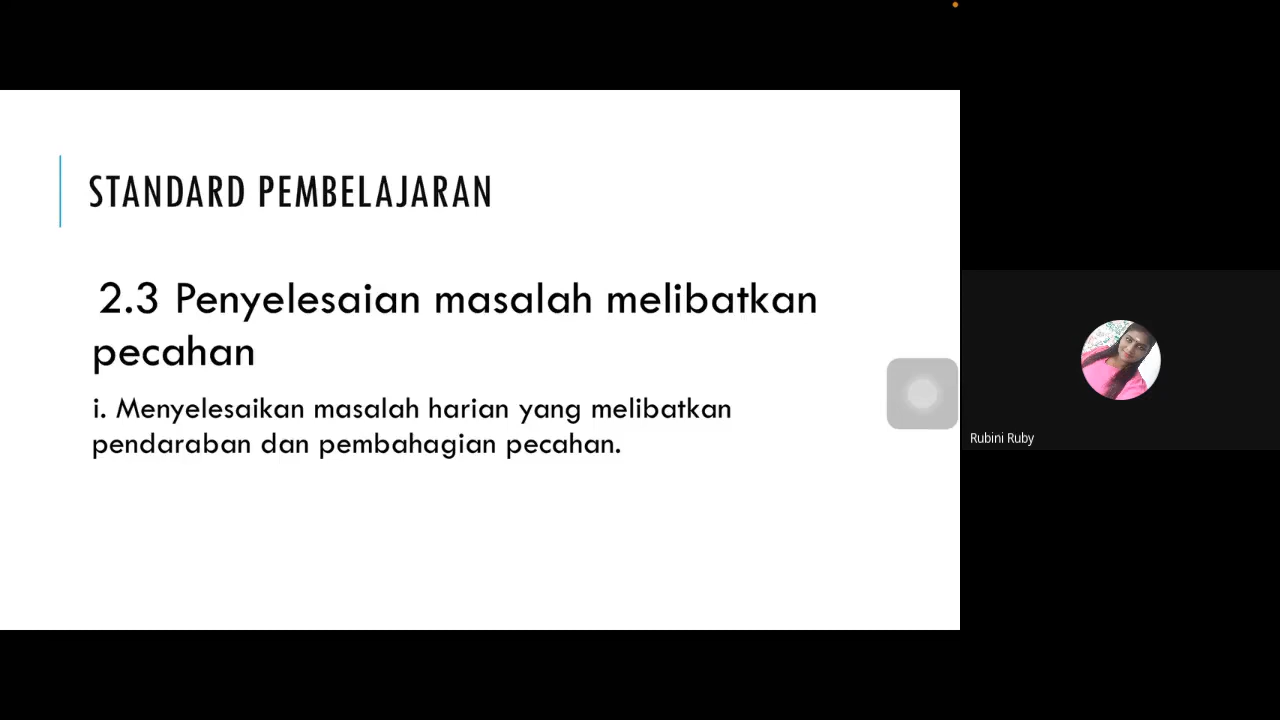 STANDARD PEMBELAJARAN
2.3 Penyelesaian masalah melibatkan
pecahan
i. Menyelesaikan masalah harian yang melibatkan
pendaraban dan pembahagian pecahan.
Rubini Ruby